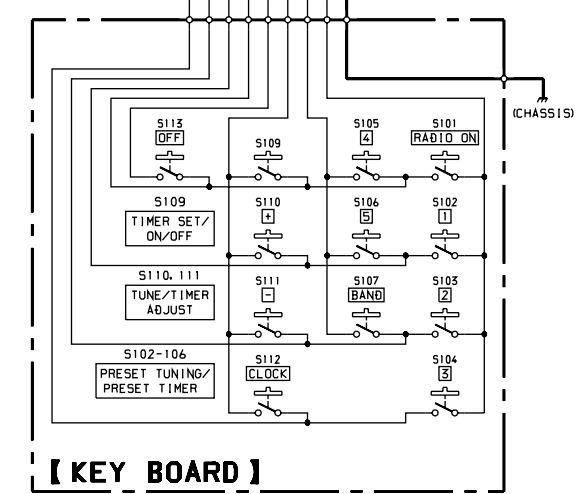 (CHASSIS)
S113
OFF
S109
S105
4
S101
RADIO ON
S109
TIMER SET/
ON/OFF
S110
+
S106
5
S102
1
S110, 111
TUNE/TIMER
ADJUST
S111
-
S107
BAND
S103
2
S102-106
PRESET TUNING/
PRESET TIMER
S112
CLOCK
S104
3
【KEY BOARD】